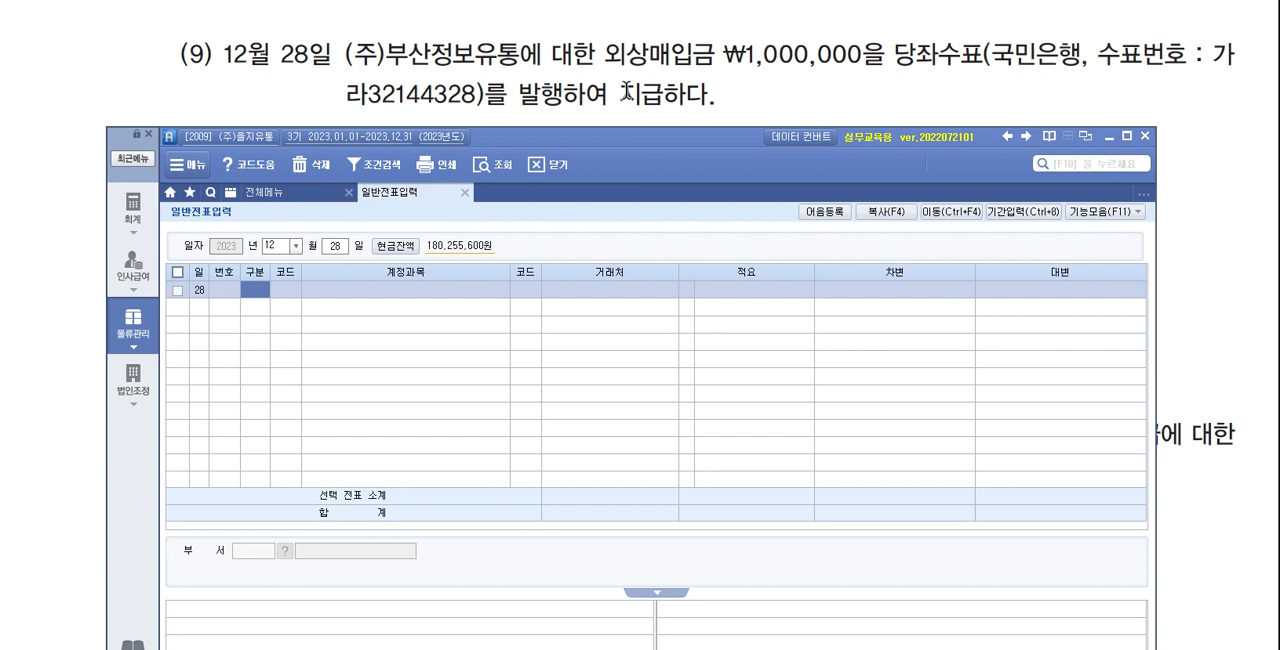 (9) 12월 28일 (주)부산정보유통에 대한 외상매입금 ₩1,000,000을 당좌수표(국민은행, 수표번호 : 가
라32144328)를 발행하여 지급하다.
최근메뉴
[2009] (주)을지유통 3기 2023.01.01~2023.12.31 (2023년도) 데이터 컨버트 실무교육용 ver.2022072101
메뉴 ? 코드도움 삭제 조건검색 인쇄 조회 닫기 [F10] 을 누르세요
전체메뉴 일반전표입력
일반전표입력 어음등록 복사(F4) 이동(Ctrl+F4) 기간입력(Ctrl+8) 기능모음(F11)
회계
인사급여
물류관리
법인조정
일자 2023 년 12 월 28 일 현금잔액 180,255,600원
일 번호 구분 코드 계정과목 코드 거래처 적요 차변 대변
28
에 대한
선택 전표 소계
합 계
부 서 ?